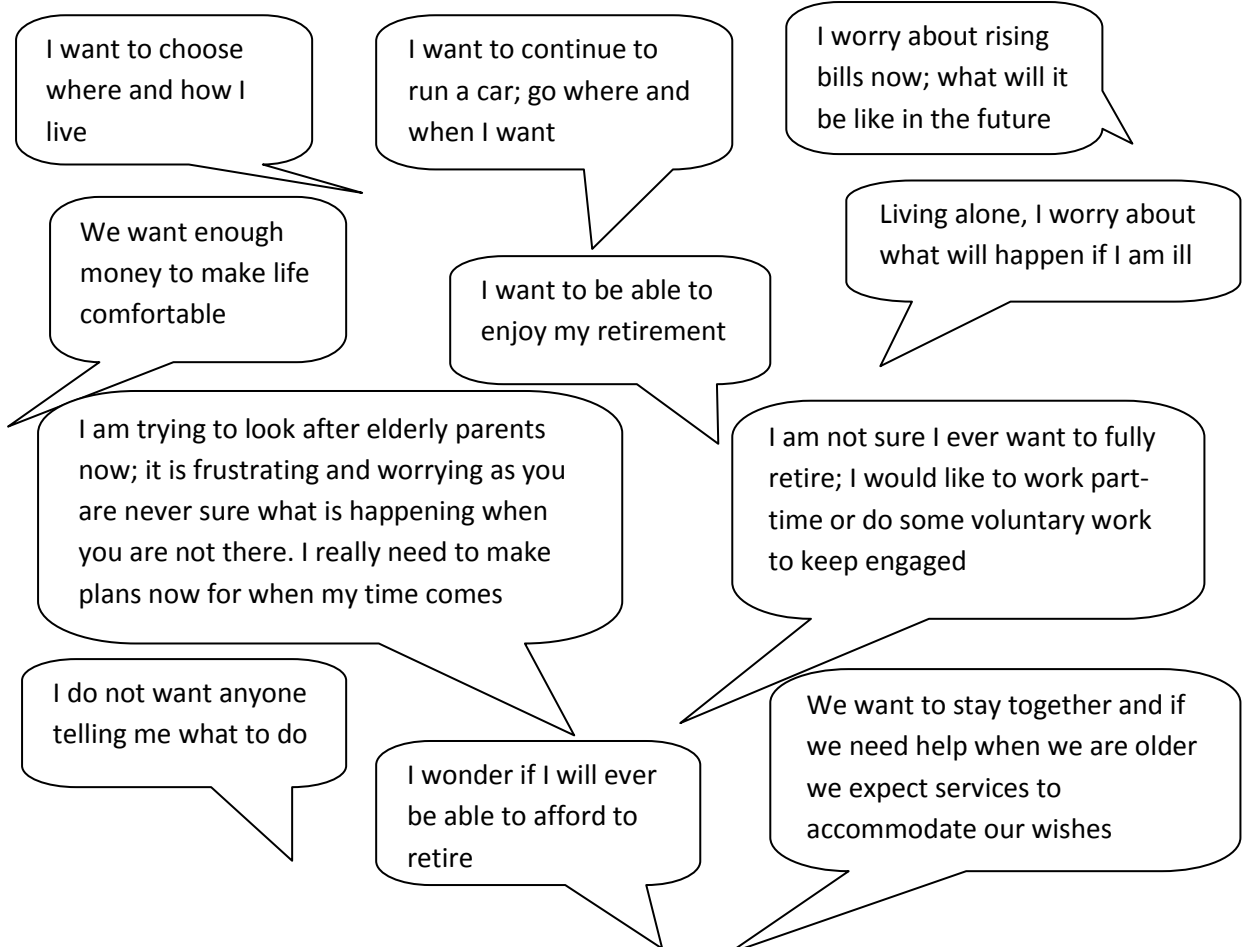 I want to choose
where and how I
live
I want to continue to
run a car; go where and
when I want
I worry about rising
bills now; what will it
be like in the future
We want enough
money to make life
comfortable
I want to be able to
enjoy my retirement
Living alone, I worry about
what will happen if I am ill
I am trying to look after elderly parents
now; it is frustrating and worrying as you
are never sure what is happening when
you are not there. I really need to make
plans now for when my time comes
I am not sure I ever want to fully
retire; I would like to work part-
time or do some voluntary work
to keep engaged
I do not want anyone
telling me what to do
I wonder if I will ever
be able to afford to
retire
We want to stay together and if
we need help when we are older
we expect services to
accommodate our wishes